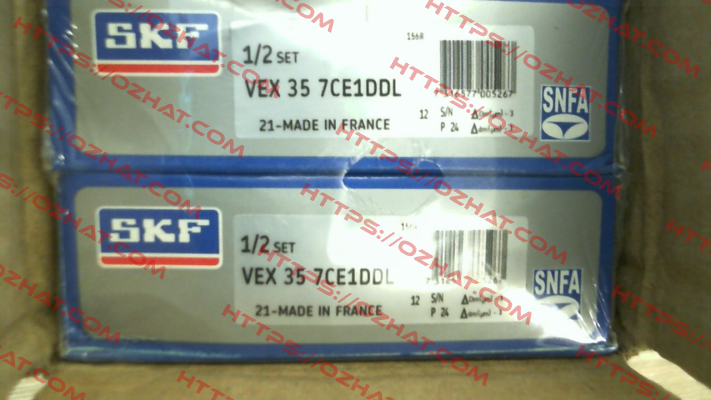 SKF
1/2 SET
156R
VEX 35 7CE1DDL
SNFA
12 S/N
P 24
21-MADE IN FRANCE
SKF
1/2 SET
VEX 35 7CE1DDL
SNFA
12 S/N
P 24
21-MADE IN FRANCE
HTTPS://OZHAT.COM